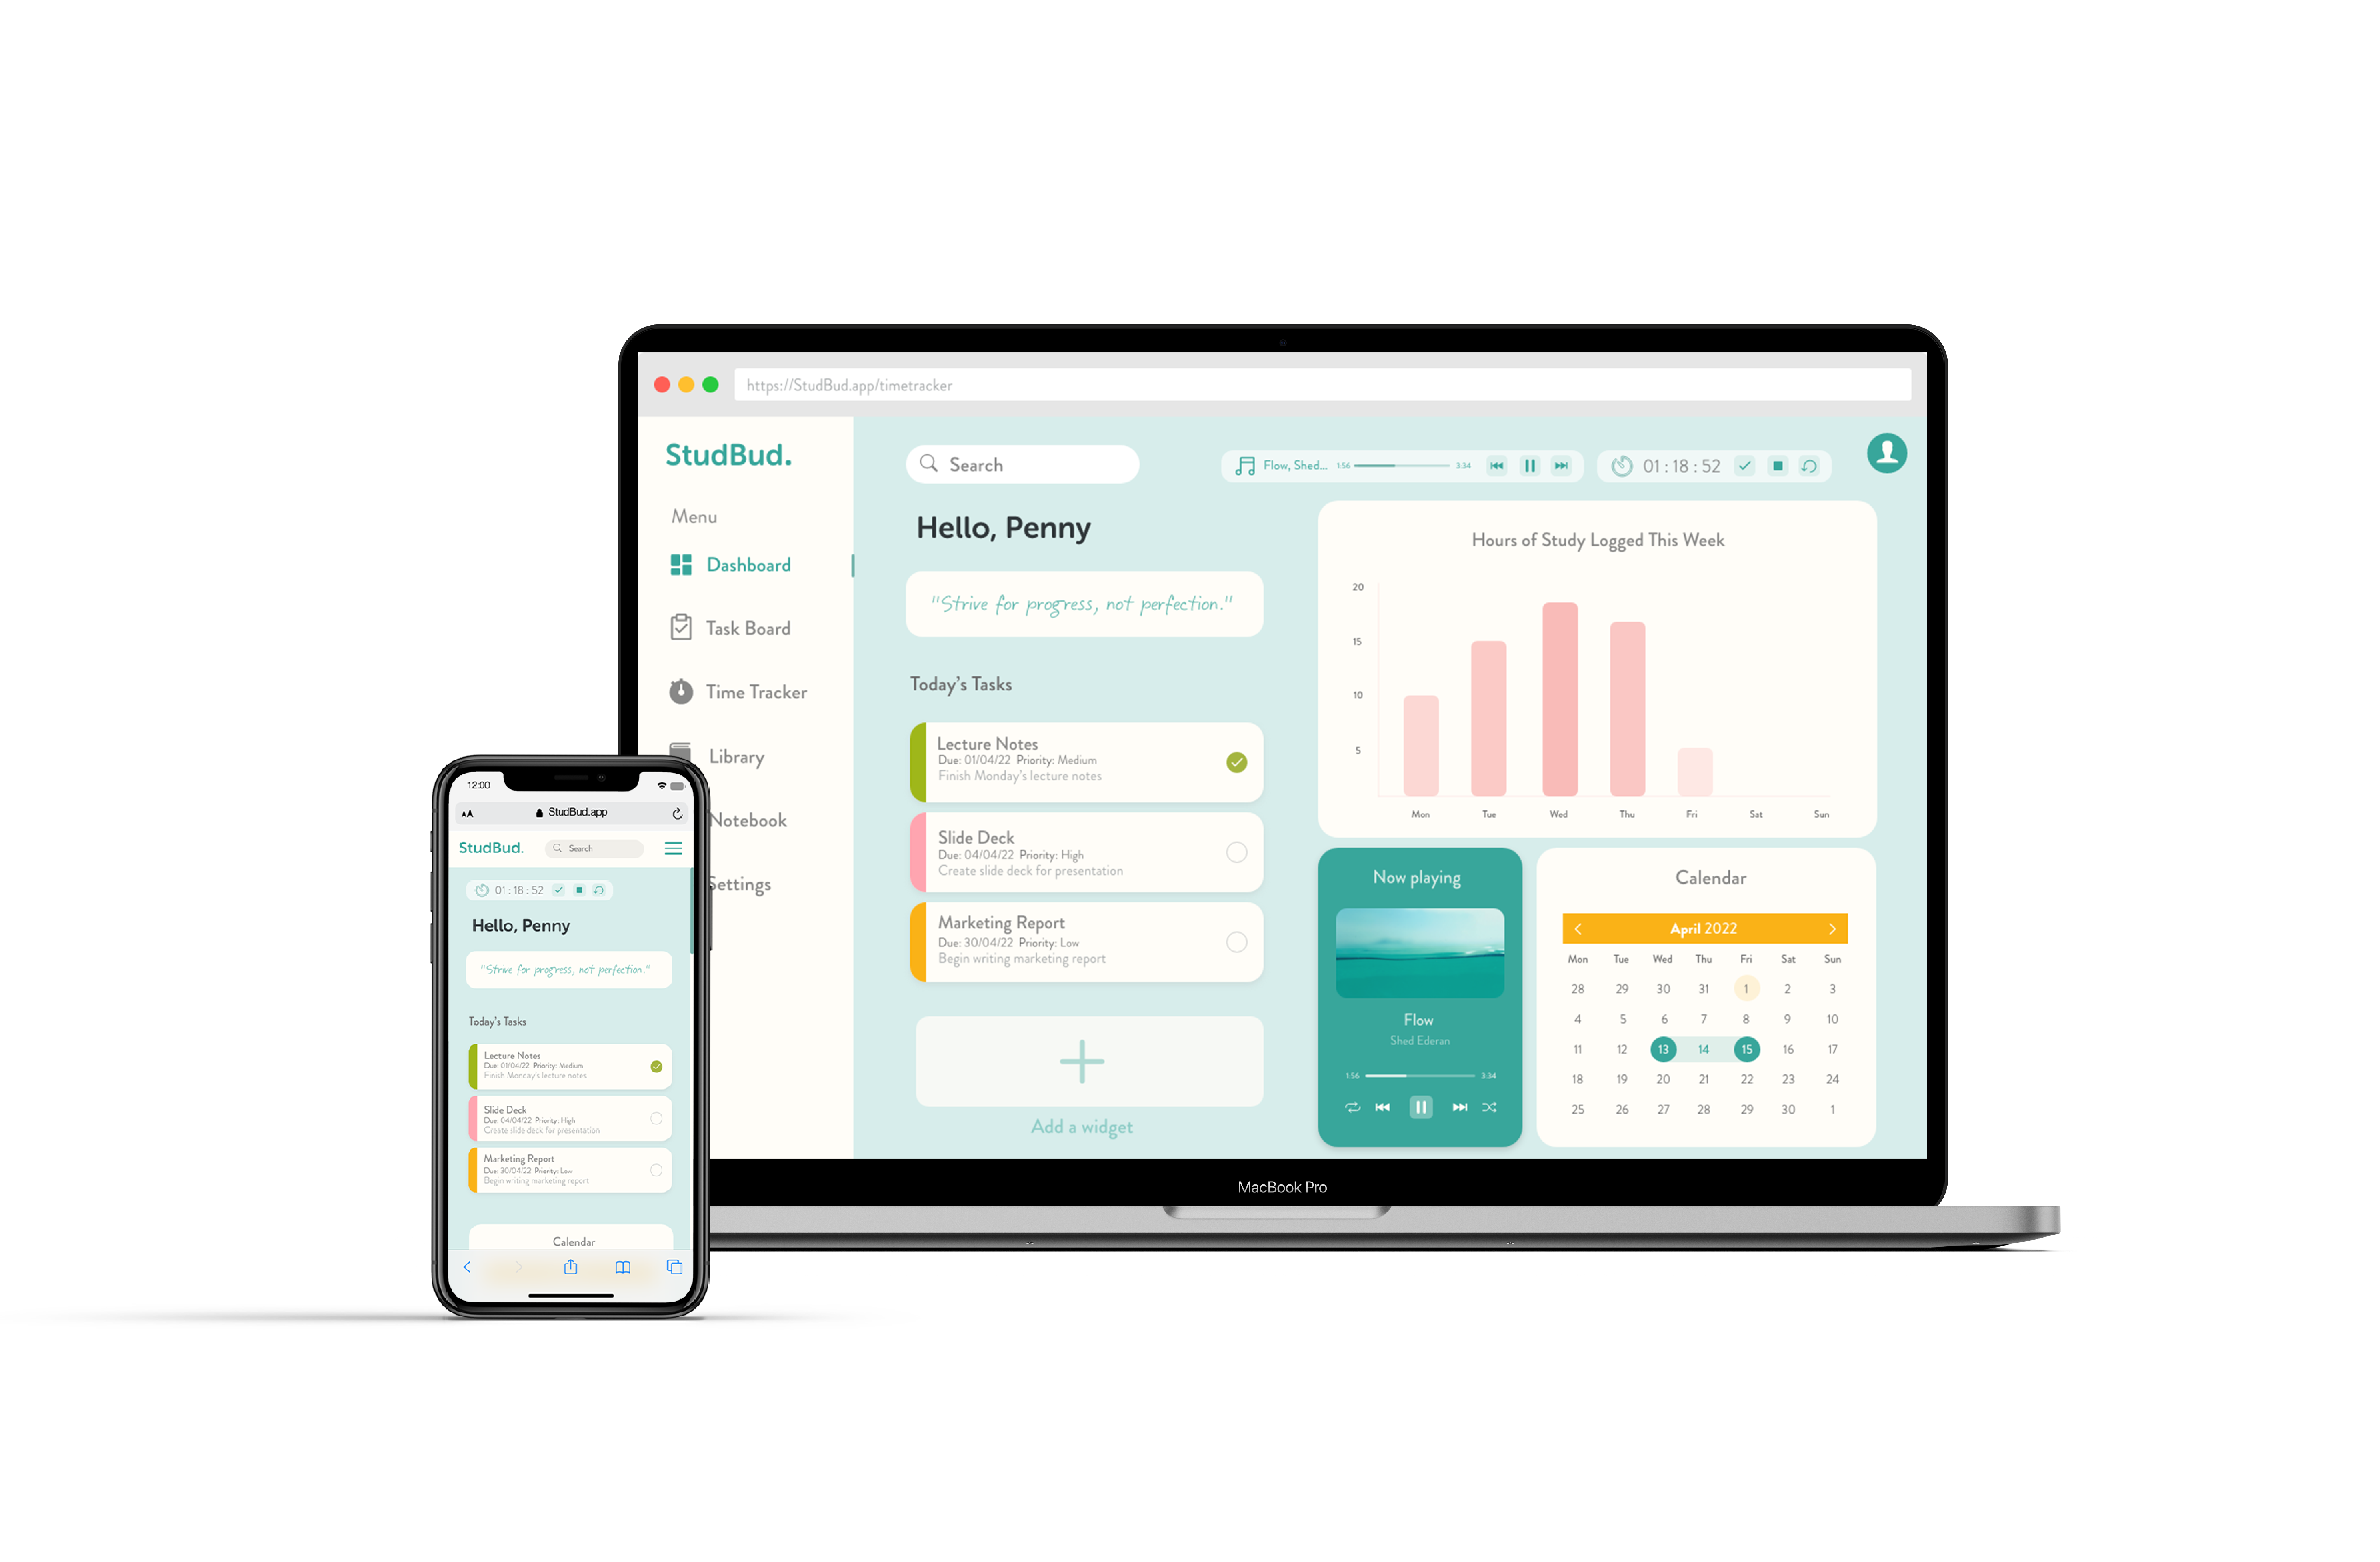 https://StudBud.app/timetracker
StudBud.
Search
Flow, Shed... 1:56 3:34
01 : 18 : 52
Menu
Dashboard
Task Board
Time Tracker
Library
Notebook
Settings
Hello, Penny
"Strive for progress, not perfection."
Today's Tasks
Lecture Notes
Due: 01/04/22 Priority: Medium
Finish Monday's lecture notes
Slide Deck
Due: 04/04/22 Priority: High
Create slide deck for presentation
Marketing Report
Due: 30/04/22 Priority: Low
Begin writing marketing report
Add a widget
Hours of Study Logged This Week
20
15
10
5
Mon Tue Wed Thu Fri Sat Sun
Now playing
Flow
Shed Ederan
1:56 3:34
Calendar
April 2022
Mon Tue Wed Thu Fri Sat Sun
28 29 30 31 1 2 3
4 5 6 7 8 9 10
11 12 13 14 15 16 17
18 19 20 21 22 23 24
25 26 27 28 29 30 1
MacBook Pro
12:00
AA StudBud.app
StudBud. Search
01 : 18 : 52
Hello, Penny
"Strive for progress, not perfection."
Today's Tasks
Lecture Notes
Due: 01/04/22 Priority: Medium
Finish Monday's lecture notes
Slide Deck
Due: 04/04/22 Priority: High
Create slide deck for presentation
Marketing Report
Due: 30/04/22 Priority: Low
Begin writing marketing report
Calendar